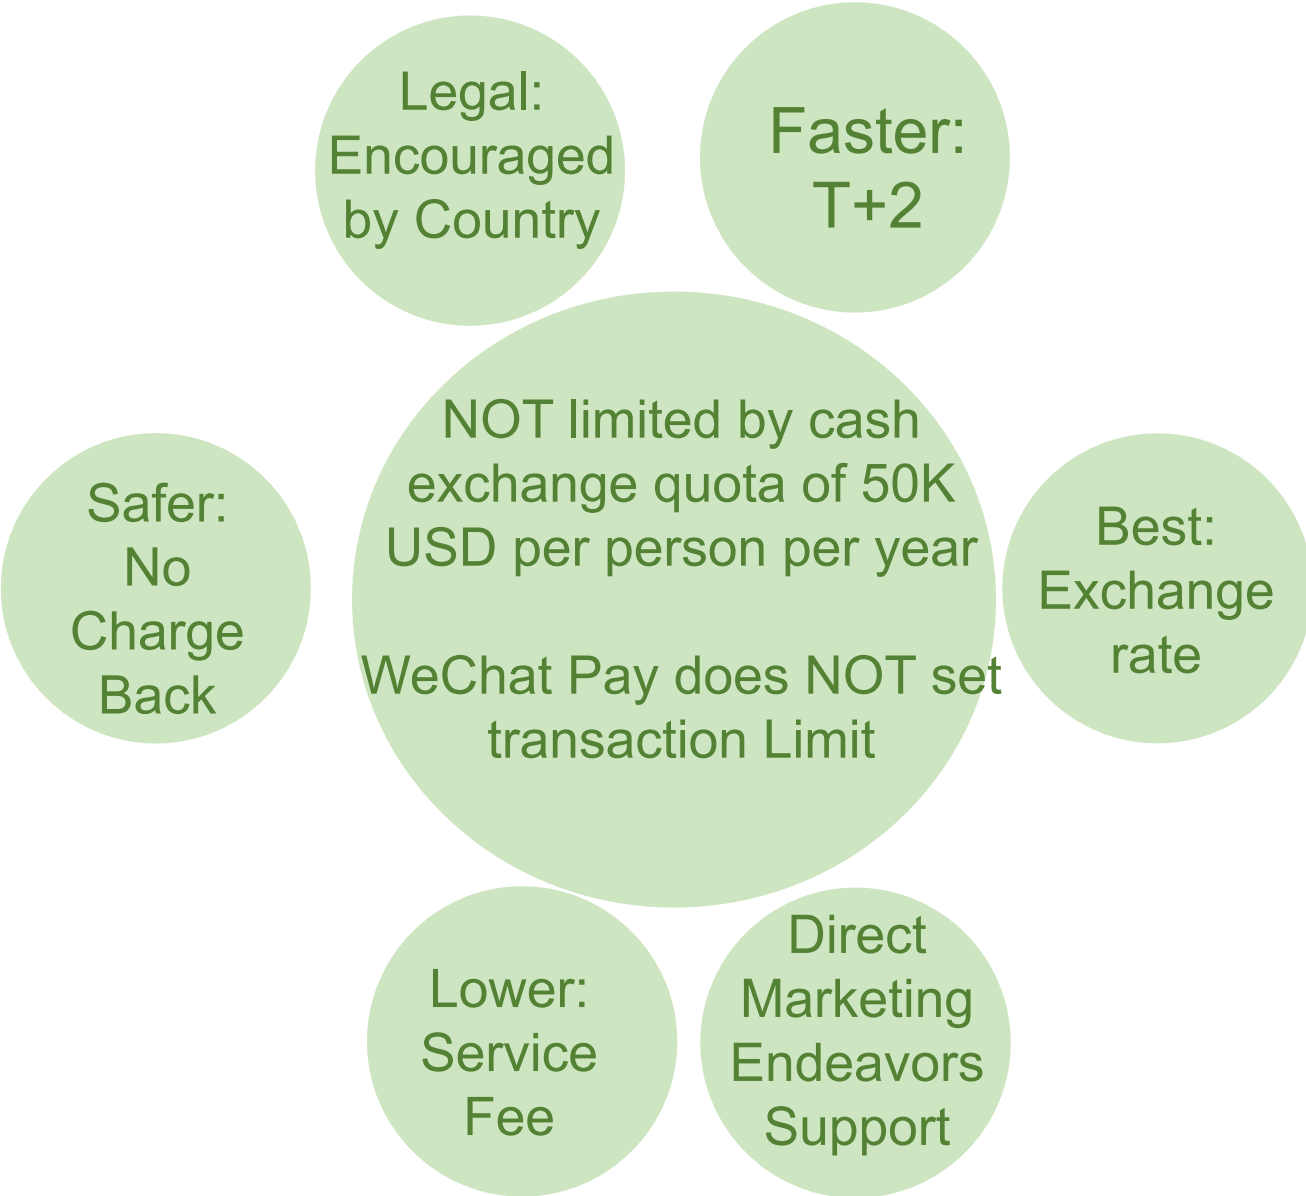 Legal:
Encouraged
by Country
Faster:
T+2
NOT limited by cash
exchange quota of 50K
USD per person per year
WeChat Pay does NOT set
transaction Limit
Safer:
No
Charge
Back
Best:
Exchange
rate
Lower:
Service
Fee
Direct
Marketing
Endeavors
Support